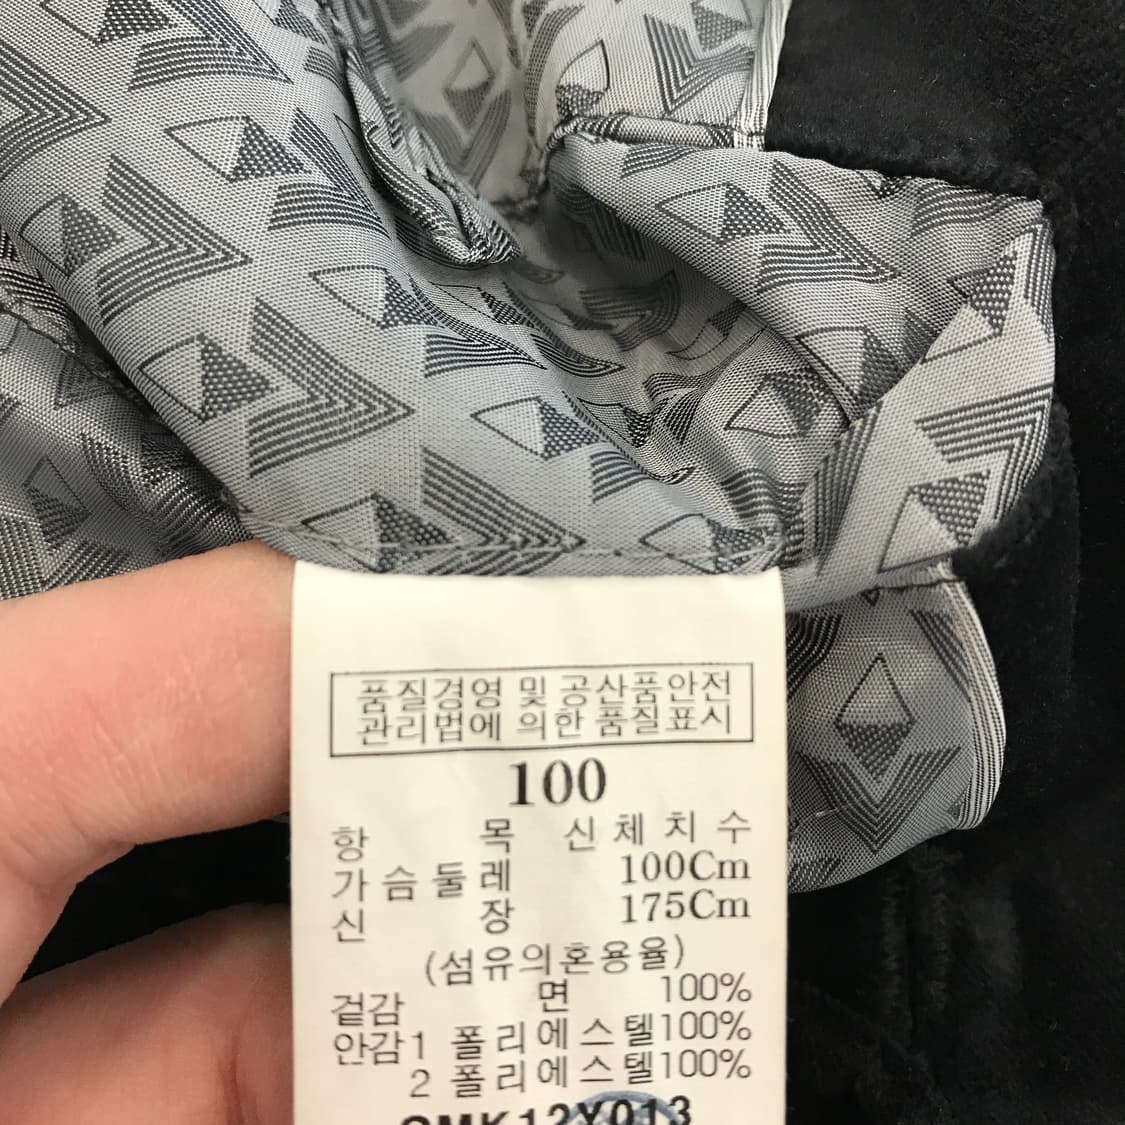 품질경영 및 공산품안전
관리법에 의한 품질표시
100
항 목 신체치수
가슴둘레 100Cm
신 장 175Cm
(섬유의혼용율)
겉감 면 100%
안감1 폴리에스텔100%
2 폴리에스텔100%